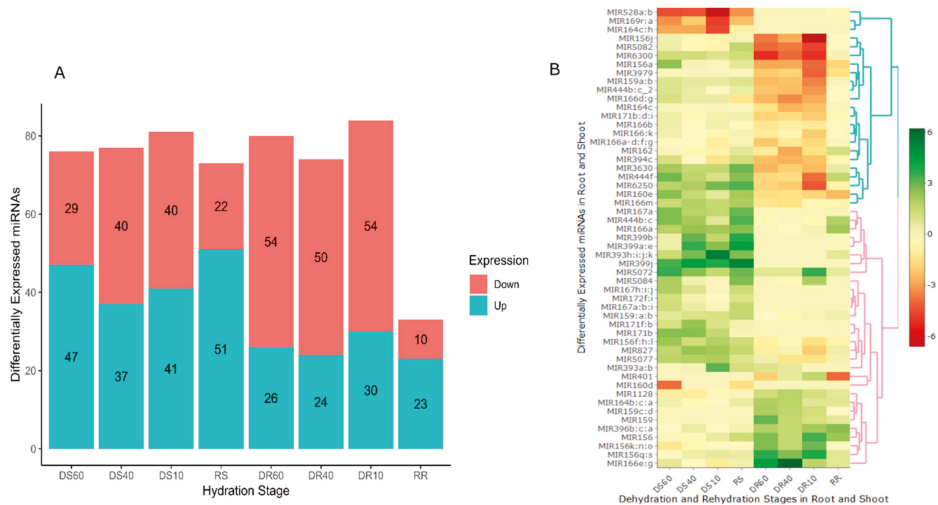 A
Differentially Expressed miRNAs
80
60
40
20
0
29
40
40
22
54
50
54
10
47
37
41
51
26
24
30
23
DS60 DS40 DS10 RS DR60 DR40 DR10 RR
Hydration Stage
Expression
Down
Up
B
Differentially Expressed miRNAs in Root and Shoot
MIR528a:b
MIR169r:a
MIR164c:h
MIR156j
MIR5082
MIR6300
MIR156a
MIR3979
MIR159a:b
MIR444b:c_2
MIR166d:g
MIR164c
MIR171b:d:i
MIR166b
MIR166:k
MIR166a-d:f:g
MIR162
MIR394c
MIR3630
MIR444f
MIR6250
MIR160e
MIR166m
MIR167a
MIR444b:c
MIR166a
MIR399b
MIR399a:e
MIR393h:i:j:k
MIR399j
MIR5072
MIR5084
MIR167h:i:j
MIR172f:i
MIR167a:b:i
MIR159:a:b
MIR171f:b
MIR171b
MIR156f:h:l
MIR827
MIR5077
MIR393a:b
MIR401
MIR160d
MIR1128
MIR164b:c:a
MIR159c:d
MIR159
MIR396b:c:a
MIR156
MIR156k:n:o
MIR156q:s
MIR166e:g
DS60 DS40 DS10 RS DR60 DR40 DR10 RR
Dehydration and Rehydration Stages in Root and Shoot
6
3
0
-3
-6